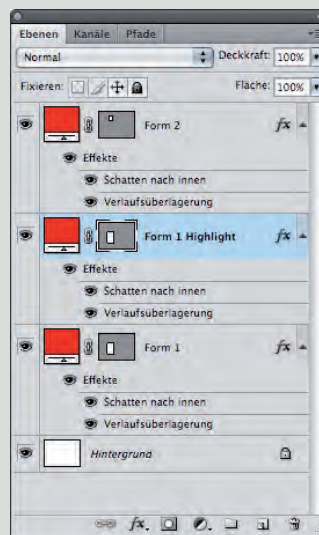 Ebenen Kanäle Pfade
Normal Deckkraft: 100%
Fixieren: Fläche: 100%
Form 2 fx
Effekte
Schatten nach innen
Verlaufsüberlagerung
Form 1 Highlight fx
Effekte
Schatten nach innen
Verlaufsüberlagerung
Form 1 fx
Effekte
Schatten nach innen
Verlaufsüberlagerung
Hintergrund
fx.